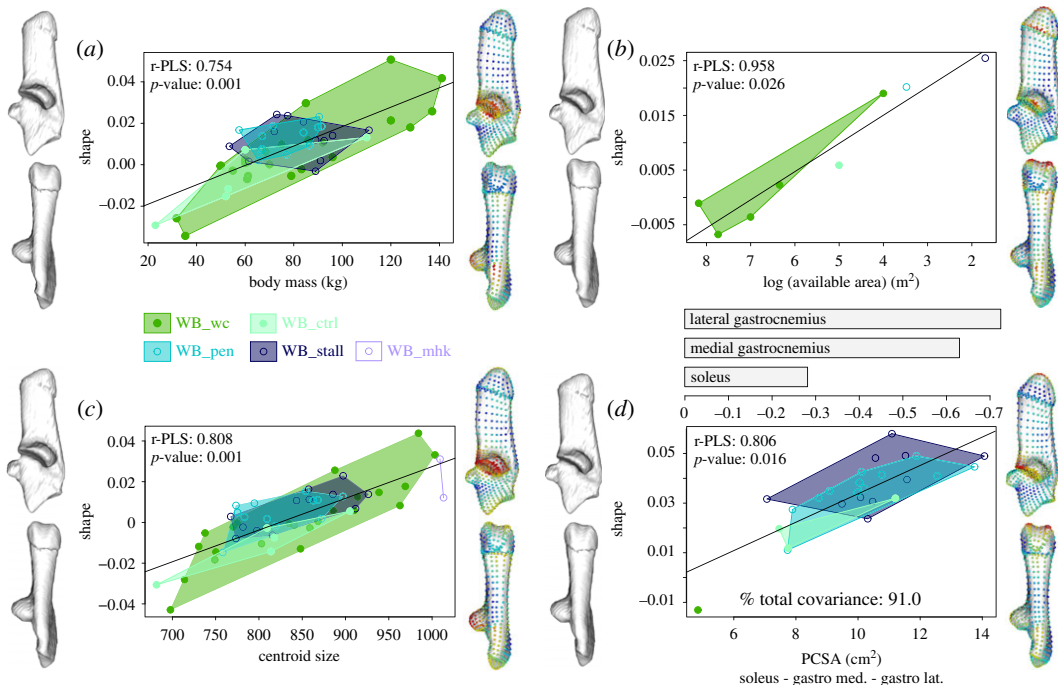 (a)
r-PLS: 0.754
p-value: 0.001
shape
0.04
0.02
0.00
–0.02
20 40 60 80 100 120 140
body mass (kg)
(b)
r-PLS: 0.958
p-value: 0.026
shape
0.025
0.015
0.005
–0.005
8 7 6 5 4 3 2
log (available area) (m²)
WB_wc WB_ctrl
WB_pen WB_stall WB_mhk
lateral gastrocnemius
medial gastrocnemius
soleus
0 –0.1 –0.2 –0.3 –0.4 –0.5 –0.6 –0.7
(c)
r-PLS: 0.808
p-value: 0.001
shape
0.04
0.02
0
–0.02
–0.04
700 750 800 850 900 950 1000
centroid size
(d)
r-PLS: 0.806
p-value: 0.016
shape
0.05
0.03
0.01
–0.01
% total covariance: 91.0
6 8 10 12 14
PCSA (cm²)
soleus - gastro med. - gastro lat.